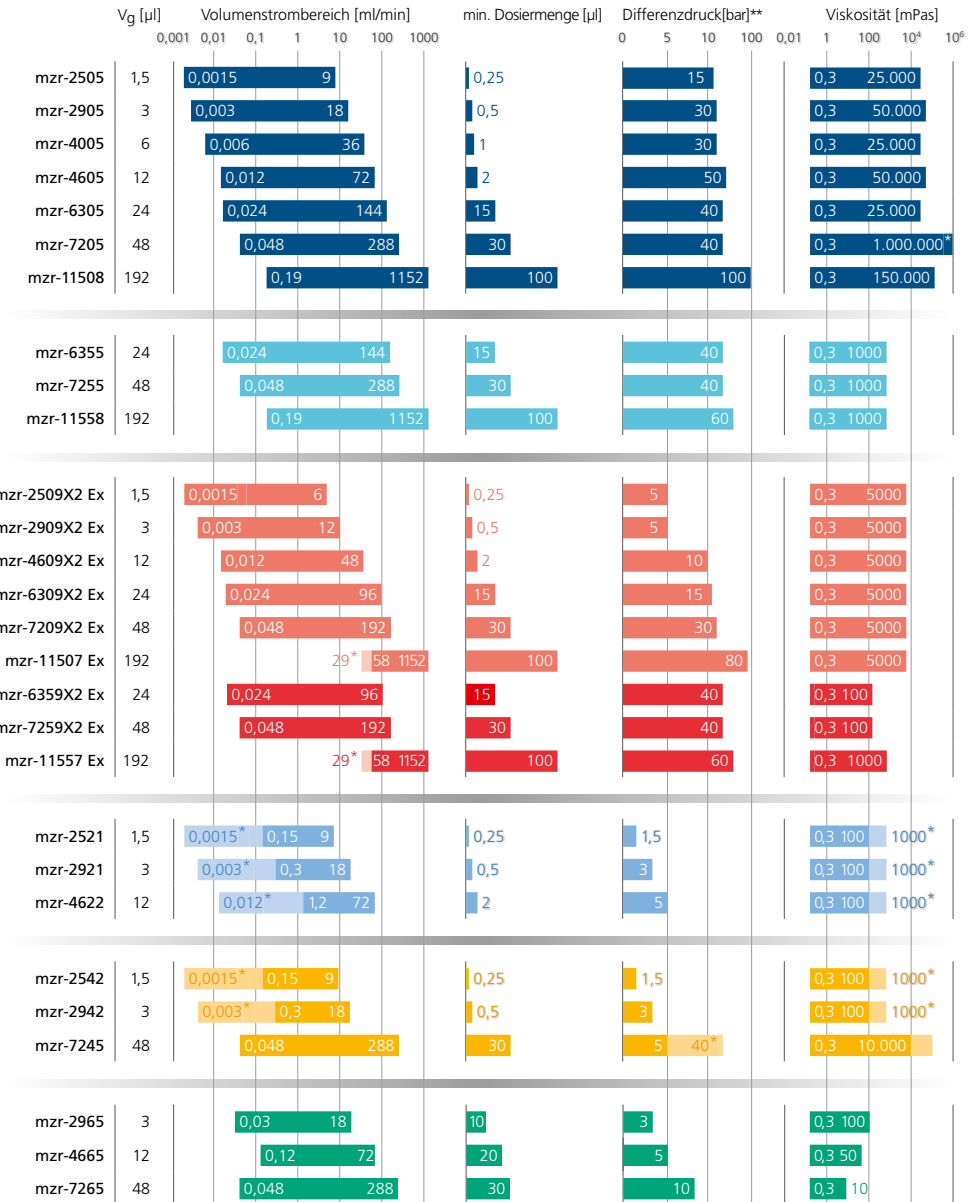 Vg [µl] Volumenstrombereich [ml/min] min. Dosiermenge [µl] Differenzdruck[bar]** Viskosität [mPas]
0,001 0,01 0,1 10 100 1000 0 5 10 100 0,01 1 100 10⁴ 10⁶
mzr-2505 1,5 0,0015 9 0,25 15 0,3 25.000
mzr-2905 3 0,003 18 0,5 30 0,3 50.000
mzr-4005 6 0,006 36 1 30 0,3 25.000
mzr-4605 12 0,012 72 2 50 0,3 50.000
mzr-6305 24 0,024 144 15 40 0,3 25.000
mzr-7205 48 0,048 288 30 40 0,3 1.000.000*
mzr-11508 192 0,19 1152 100 100 0,3 150.000
mzr-6355 24 0,024 144 15 40 0,3 1000
mzr-7255 48 0,048 288 30 40 0,3 1000
mzr-11558 192 0,19 1152 100 60 0,3 1000
mzr-2509X2 Ex 1,5 0,0015 6 0,25 5 0,3 5000
mzr-2909X2 Ex 3 0,003 12 0,5 5 0,3 5000
mzr-4609X2 Ex 12 0,012 48 2 10 0,3 5000
mzr-6309X2 Ex 24 0,024 96 15 15 0,3 5000
mzr-7209X2 Ex 48 0,048 192 30 30 0,3 5000
mzr-11507 Ex 192 29* 58 1152 100 80 0,3 5000
mzr-6359X2 Ex 24 0,024 96 15 40 0,3 100
mzr-7259X2 Ex 48 0,048 192 30 40 0,3 100
mzr-11557 Ex 192 29* 58 1152 100 60 0,3 1000
mzr-2521 1,5 0,0015* 0,15 9 0,25 1,5 0,3 100 1000*
mzr-2921 3 0,003* 0,3 18 0,5 3 0,3 100 1000*
mzr-4622 12 0,012* 1,2 72 2 5 0,3 100 1000*
mzr-2542 1,5 0,0015* 0,15 9 0,25 1,5 0,3 100 1000*
mzr-2942 3 0,003* 0,3 18 0,5 3 0,3 100 1000*
mzr-7245 48 0,048 288 30 5 40* 0,3 10.000
mzr-2965 3 0,03 18 10 3 0,3 100
mzr-4665 12 0,12 72 20 5 0,3 50
mzr-7265 48 0,048 288 30 10 0,3 10